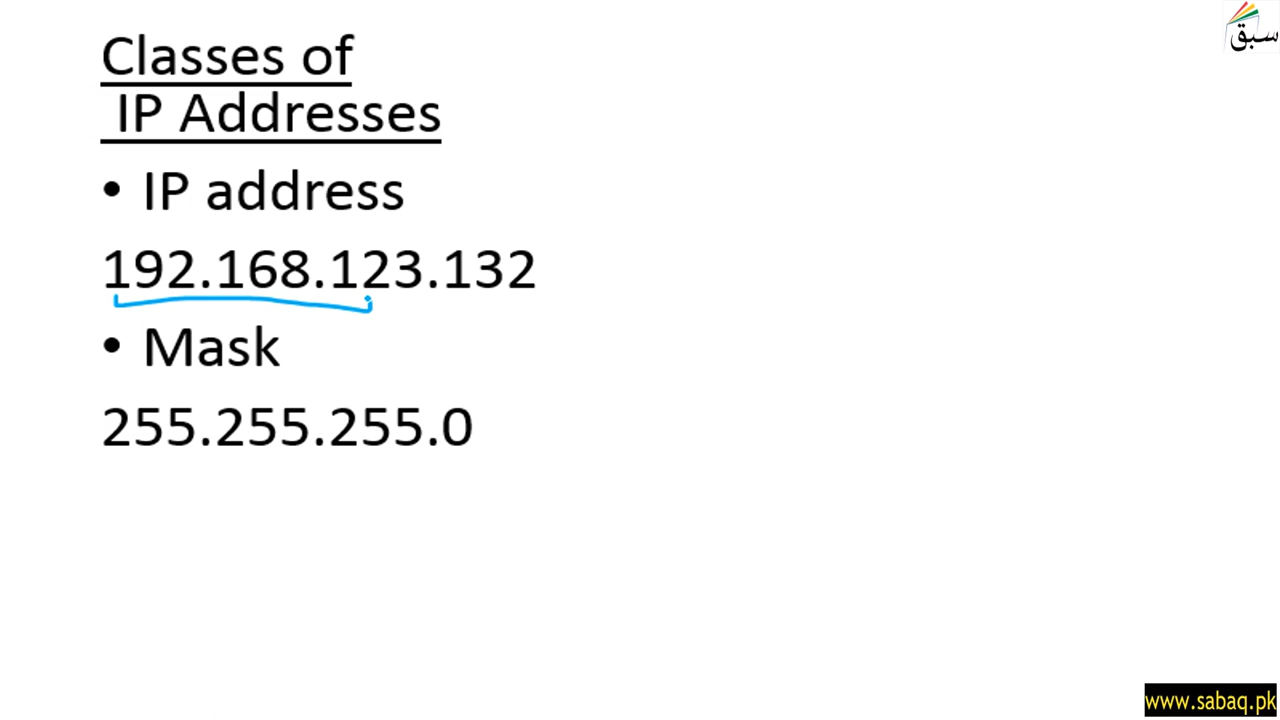 سبق
Classes of
IP Addresses
• IP address
192.168.123.132
• Mask
255.255.255.0
www.sabaq.pk